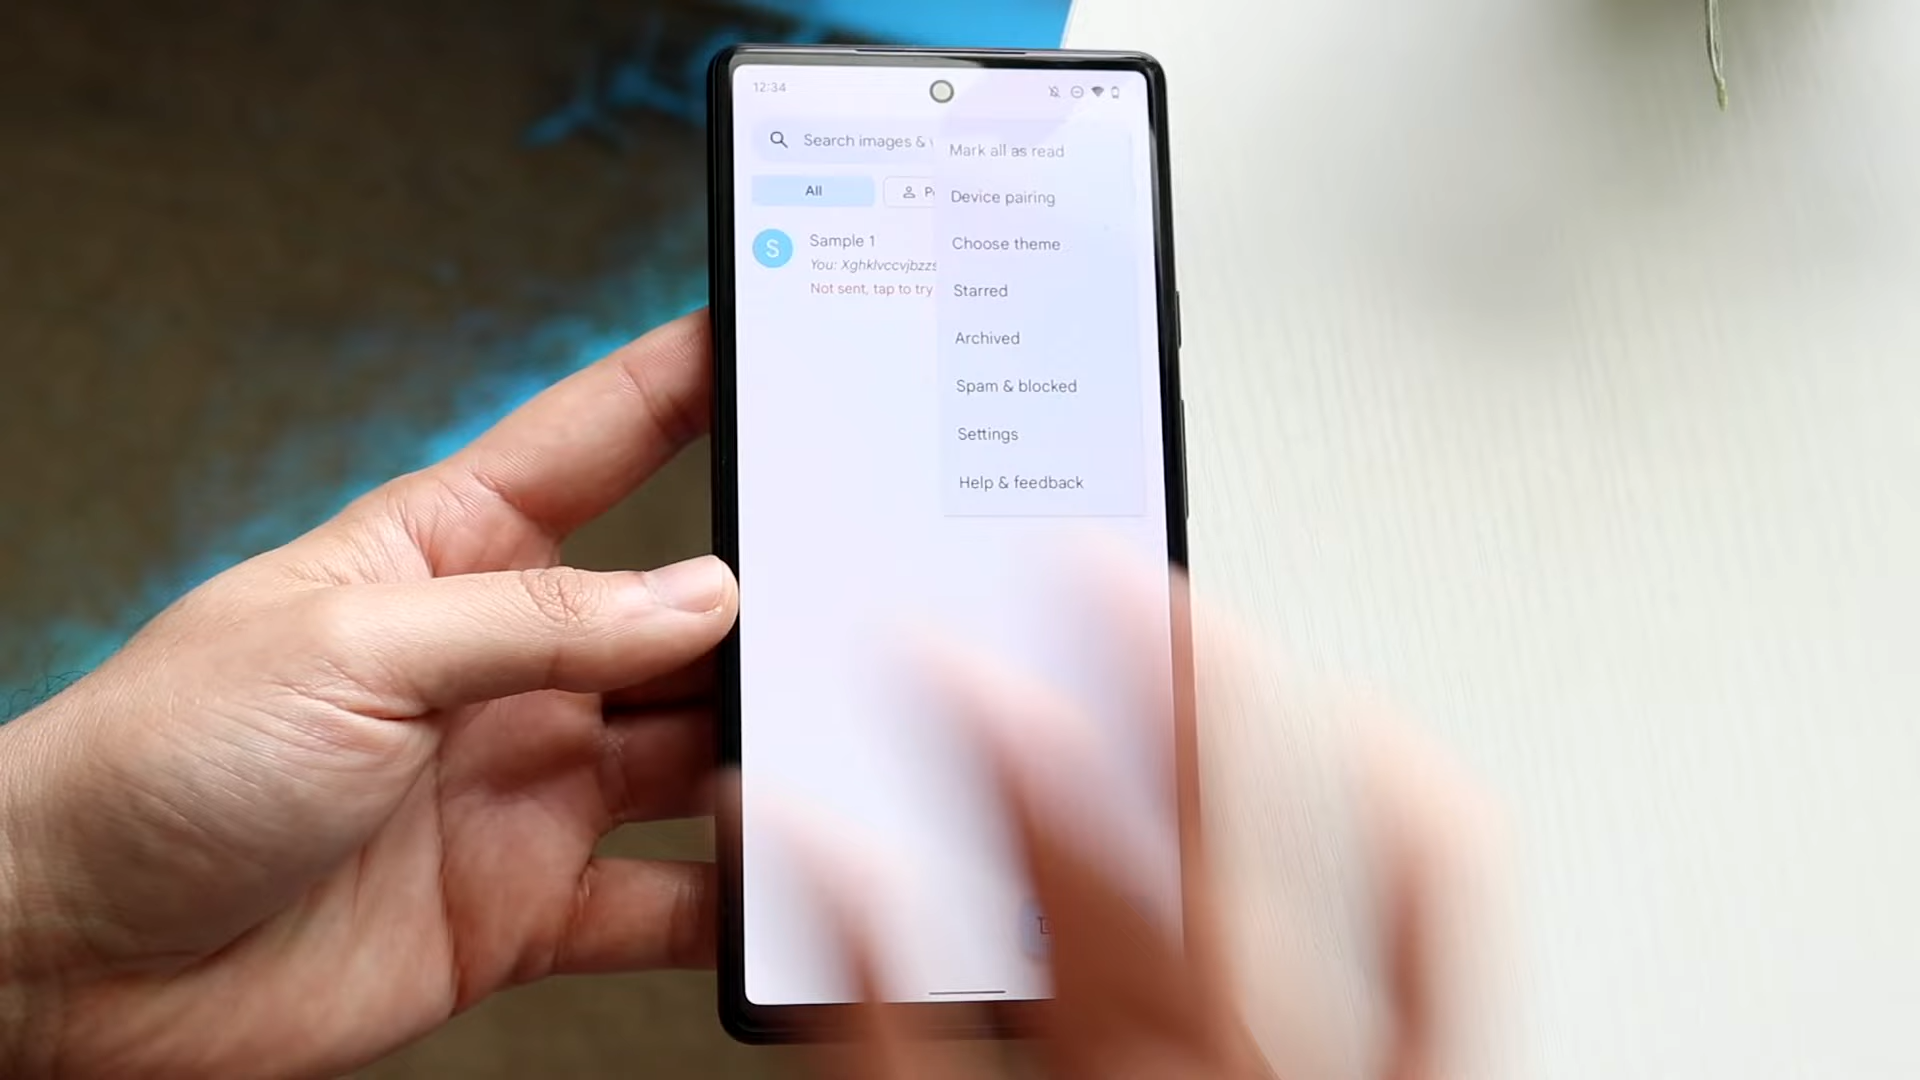 12:34
Search images &
All
Sample 1
You: Xghklvccvjbzzs
Not sent, tap to try
S
Mark all as read
Device pairing
Choose theme
Starred
Archived
Spam & blocked
Settings
Help & feedback